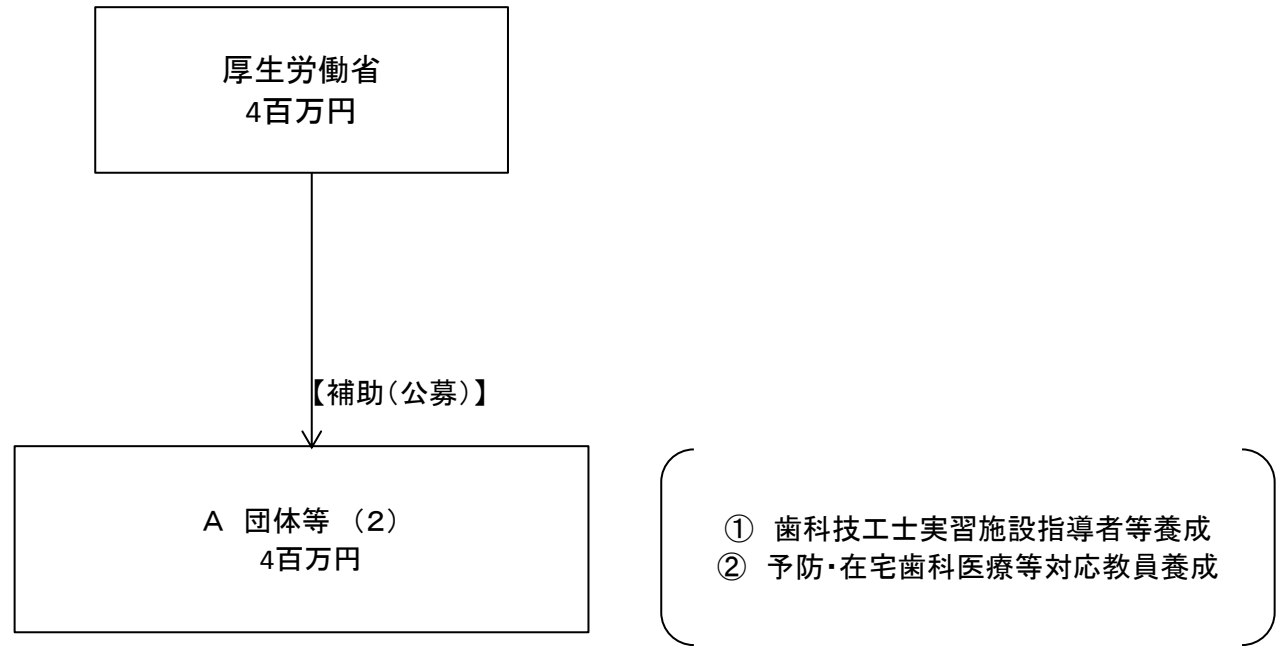 厚生労働省
4百万円
【補助(公募)】
A 団体等 (2)
4百万円
① 歯科技工士実習施設指導者等養成
② 予防・在宅歯科医療等対応教員養成